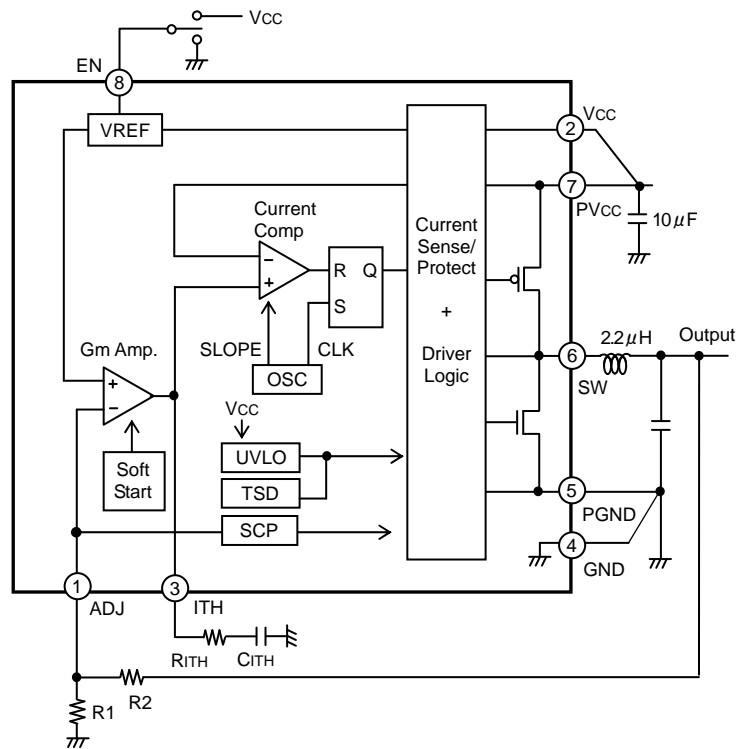 VCC
EN
8
VREF
VCC
2
7
PVCC
10μF
Current
Comp
−
+
R Q
S
Current
Sense/
Protect
+
Driver
Logic
SLOPE
CLK
OSC
2.2μH
Output
6
SW
Gm Amp.
+
−
VCC
Soft
Start
UVLO
TSD
SCP
5
PGND
4
GND
1
ADJ
3
ITH
RITH
CITH
R2
R1